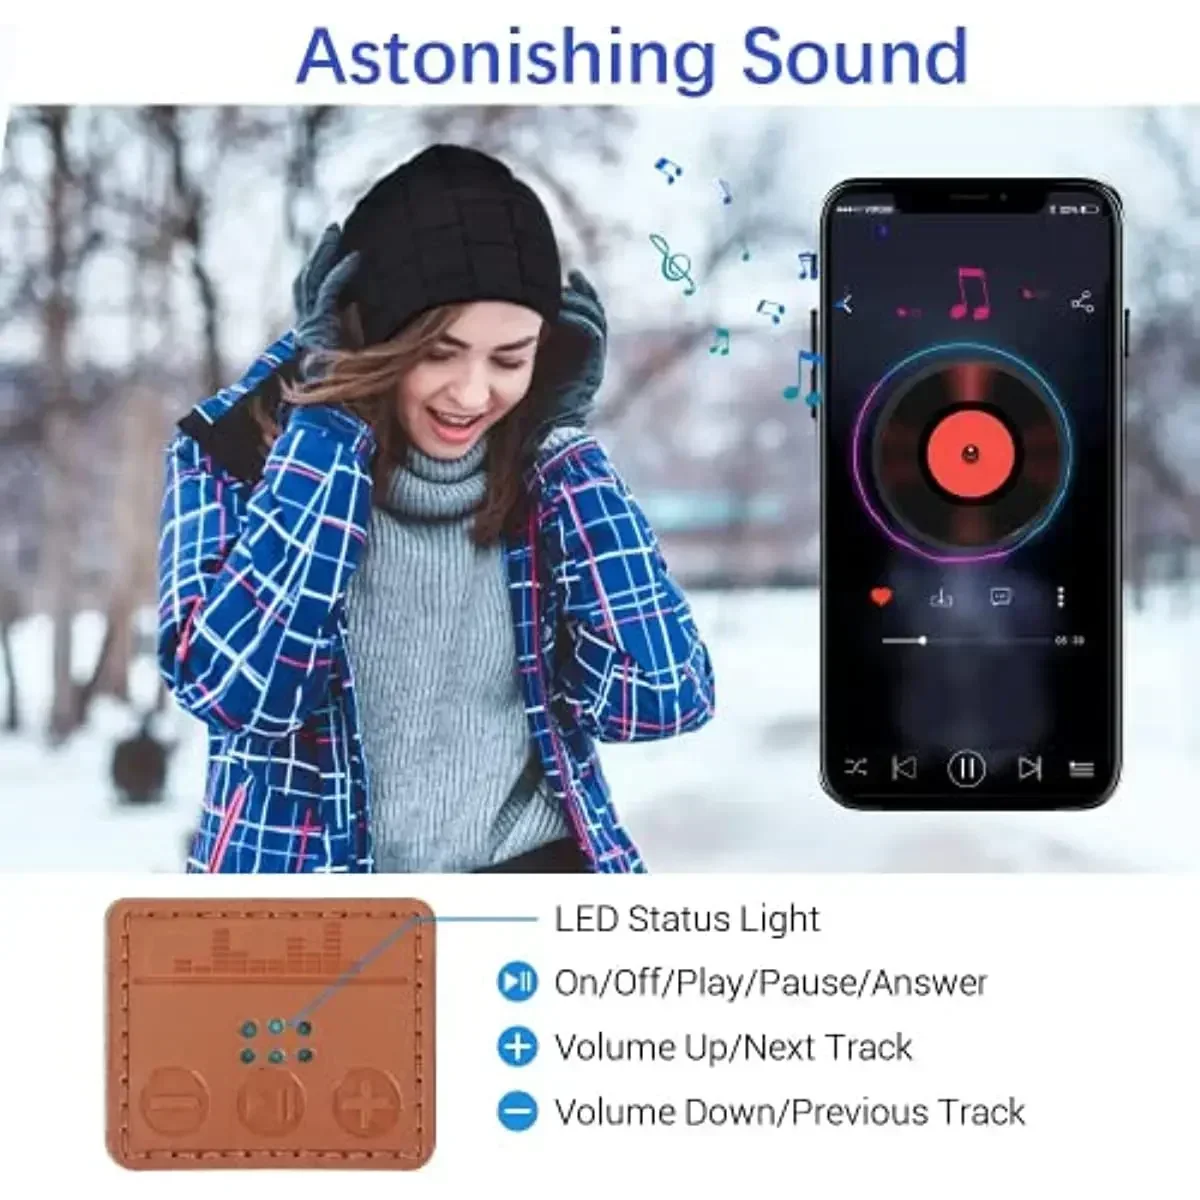 Astonishing Sound
LED Status Light
On/Off/Play/Pause/Answer
Volume Up/Next Track
Volume Down/Previous Track